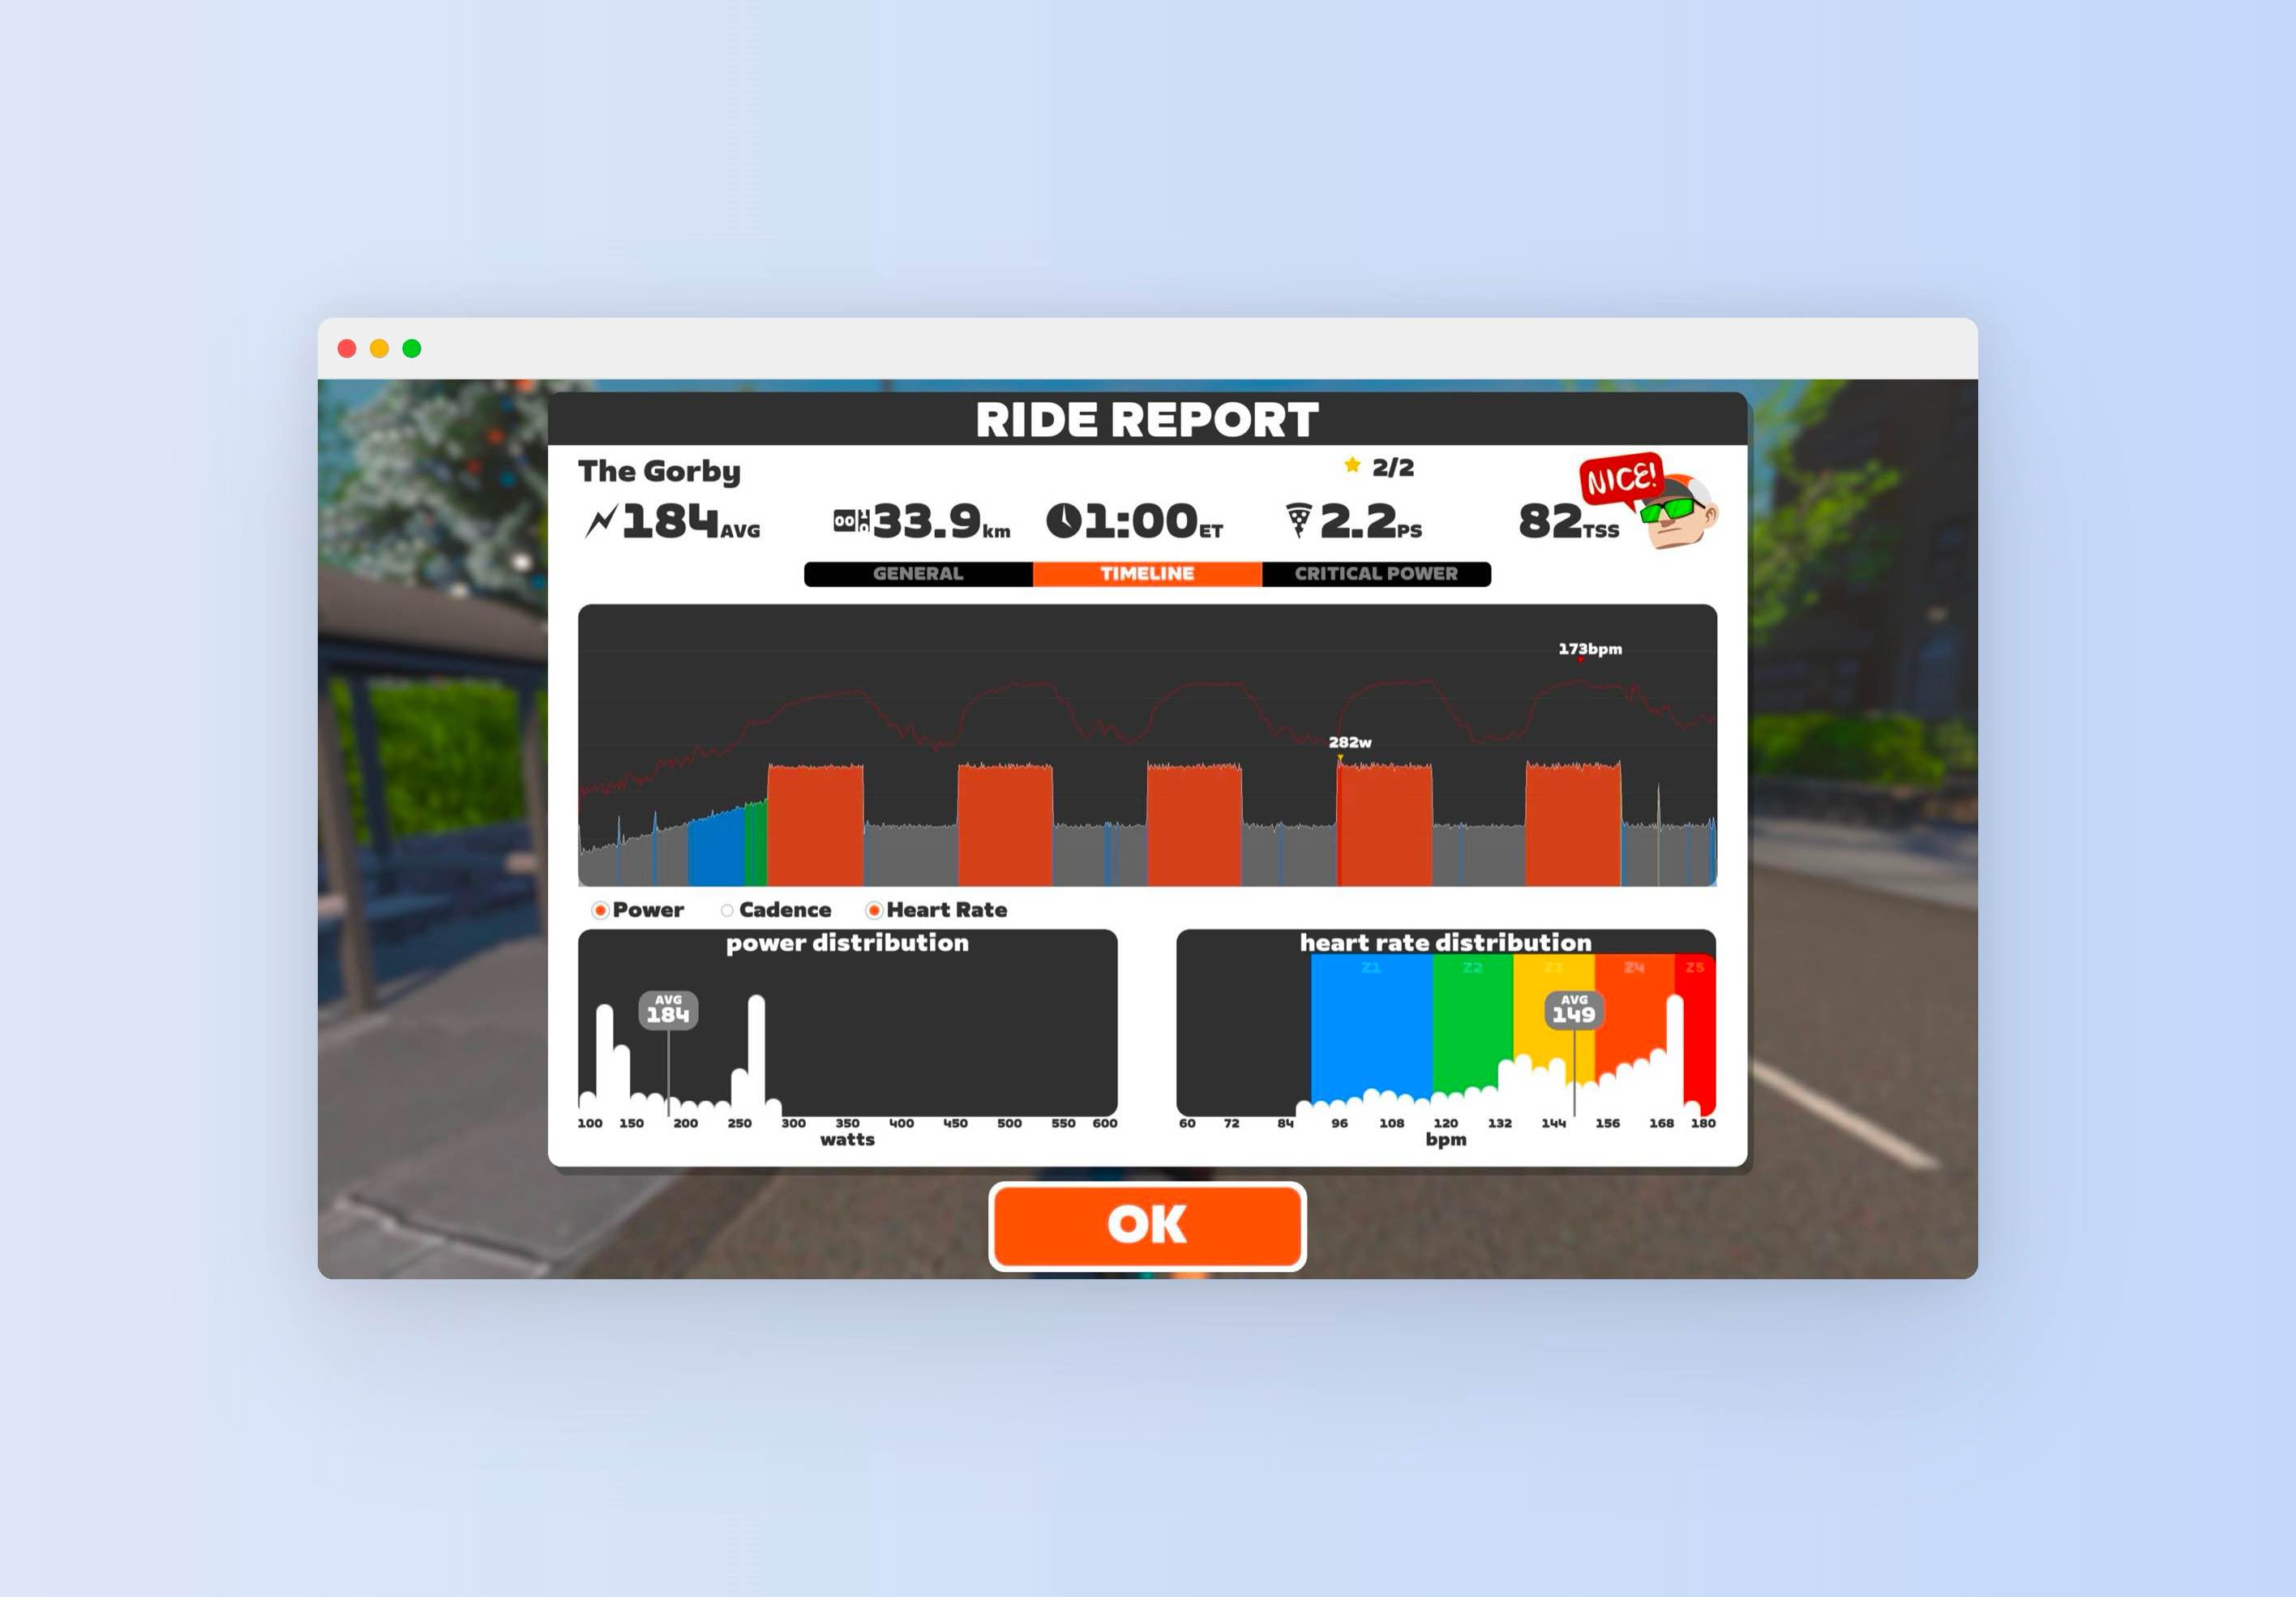 RIDE REPORT
The Gorby
2/2
NICE!
184AVG
33.9km
1:00ET
2.2PS
82TSS
GENERAL
TIMELINE
CRITICAL POWER
173bpm
282w
Power
Cadence
Heart Rate
power distribution
AVG
184
100 150 200 250 300 350 400 450 500 550 600
watts
heart rate distribution
Z1 Z2 Z3 Z4 Z5
AVG
149
60 72 84 96 108 120 132 144 156 168 180
bpm
OK